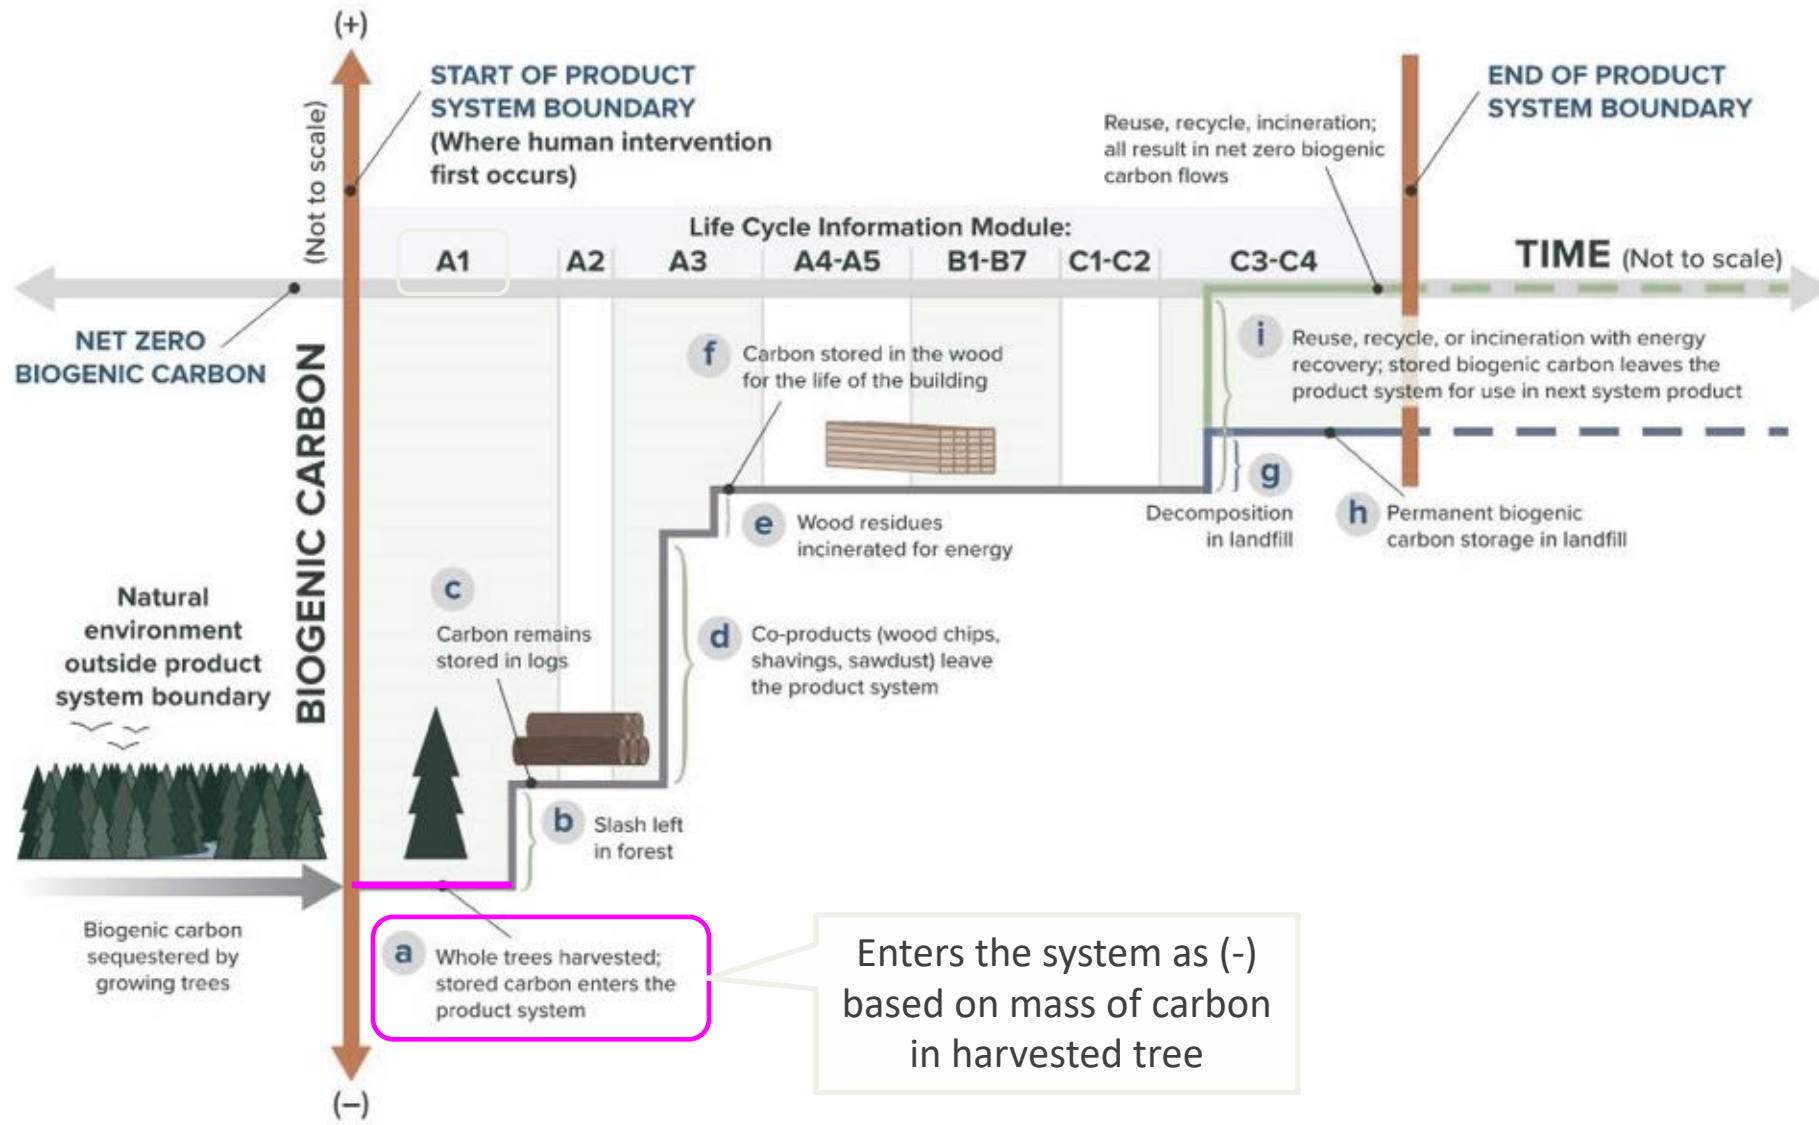 (+)
(Not to scale)
START OF PRODUCT
SYSTEM BOUNDARY
(Where human intervention
first occurs)
Reuse, recycle, incineration;
all result in net zero biogenic
carbon flows
END OF PRODUCT
SYSTEM BOUNDARY
Life Cycle Information Module:
A1 A2 A3 A4-A5 B1-B7 C1-C2 C3-C4
TIME (Not to scale)
NET ZERO
BIOGENIC CARBON
BIOGENIC CARBON
f Carbon stored in the wood
for the life of the building
i Reuse, recycle, or incineration with energy
recovery; stored biogenic carbon leaves the
product system for use in next system product
g
Decomposition
in landfill
h Permanent biogenic
carbon storage in landfill
e Wood residues
incinerated for energy
c
Carbon remains
stored in logs
d Co-products (wood chips,
shavings, sawdust) leave
the product system
Natural
environment
outside product
system boundary
b Slash left
in forest
Biogenic carbon
sequestered by
growing trees
a Whole trees harvested;
stored carbon enters the
product system
Enters the system as (-)
based on mass of carbon
in harvested tree
(–)